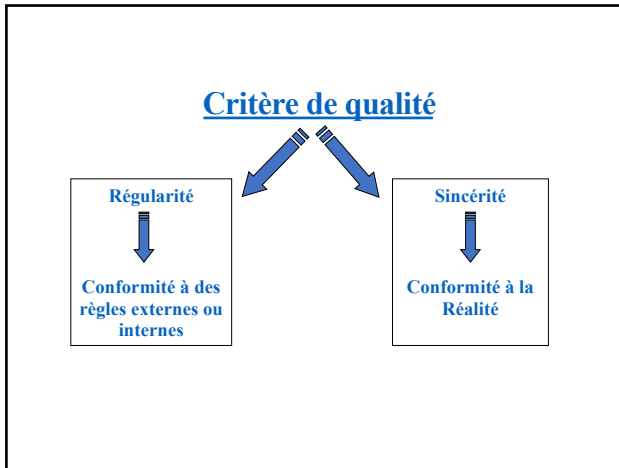 Critère de qualité
Régularité
Conformité à des
règles externes ou
internes
Sincérité
Conformité à la
Réalité